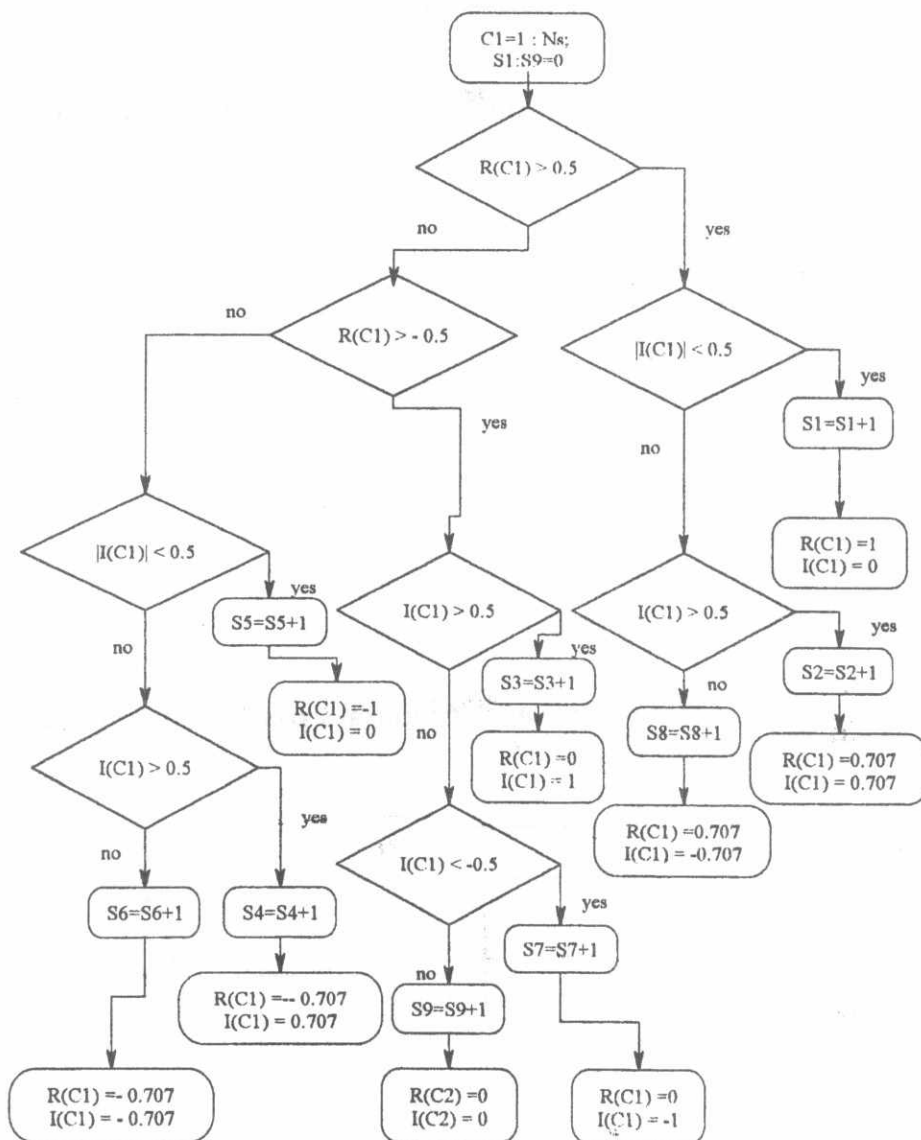 C1=1 : Ns;
S1:S9=0
R(C1) > 0.5
no
yes
no
R(C1) > - 0.5
|I(C1)| < 0.5
yes
yes
S1=S1+1
no
R(C1) =1
I(C1) = 0
|I(C1)| < 0.5
yes
S5=S5+1
I(C1) > 0.5
I(C1) > 0.5
yes
no
yes
S3=S3+1
S2=S2+1
R(C1) =-1
I(C1) = 0
no
no
S8=S8+1
R(C1) =0
I(C1) = 1
R(C1) =0.707
I(C1) = 0.707
I(C1) > 0.5
yes
no
R(C1) =0.707
I(C1) = -0.707
I(C1) < -0.5
S6=S6+1
S4=S4+1
yes
S7=S7+1
no
R(C1) =-- 0.707
I(C1) = 0.707
S9=S9+1
R(C1) =- 0.707
I(C1) = - 0.707
R(C2) =0
I(C2) = 0
R(C1) =0
I(C1) = -1